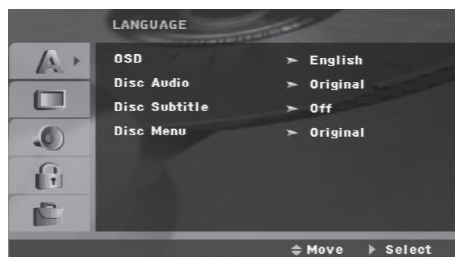 LANGUAGE
A
OSD ➢ English
Disc Audio ➢ Original
Disc Subtitle ➢ Off
Disc Menu ➢ Original
Move Select